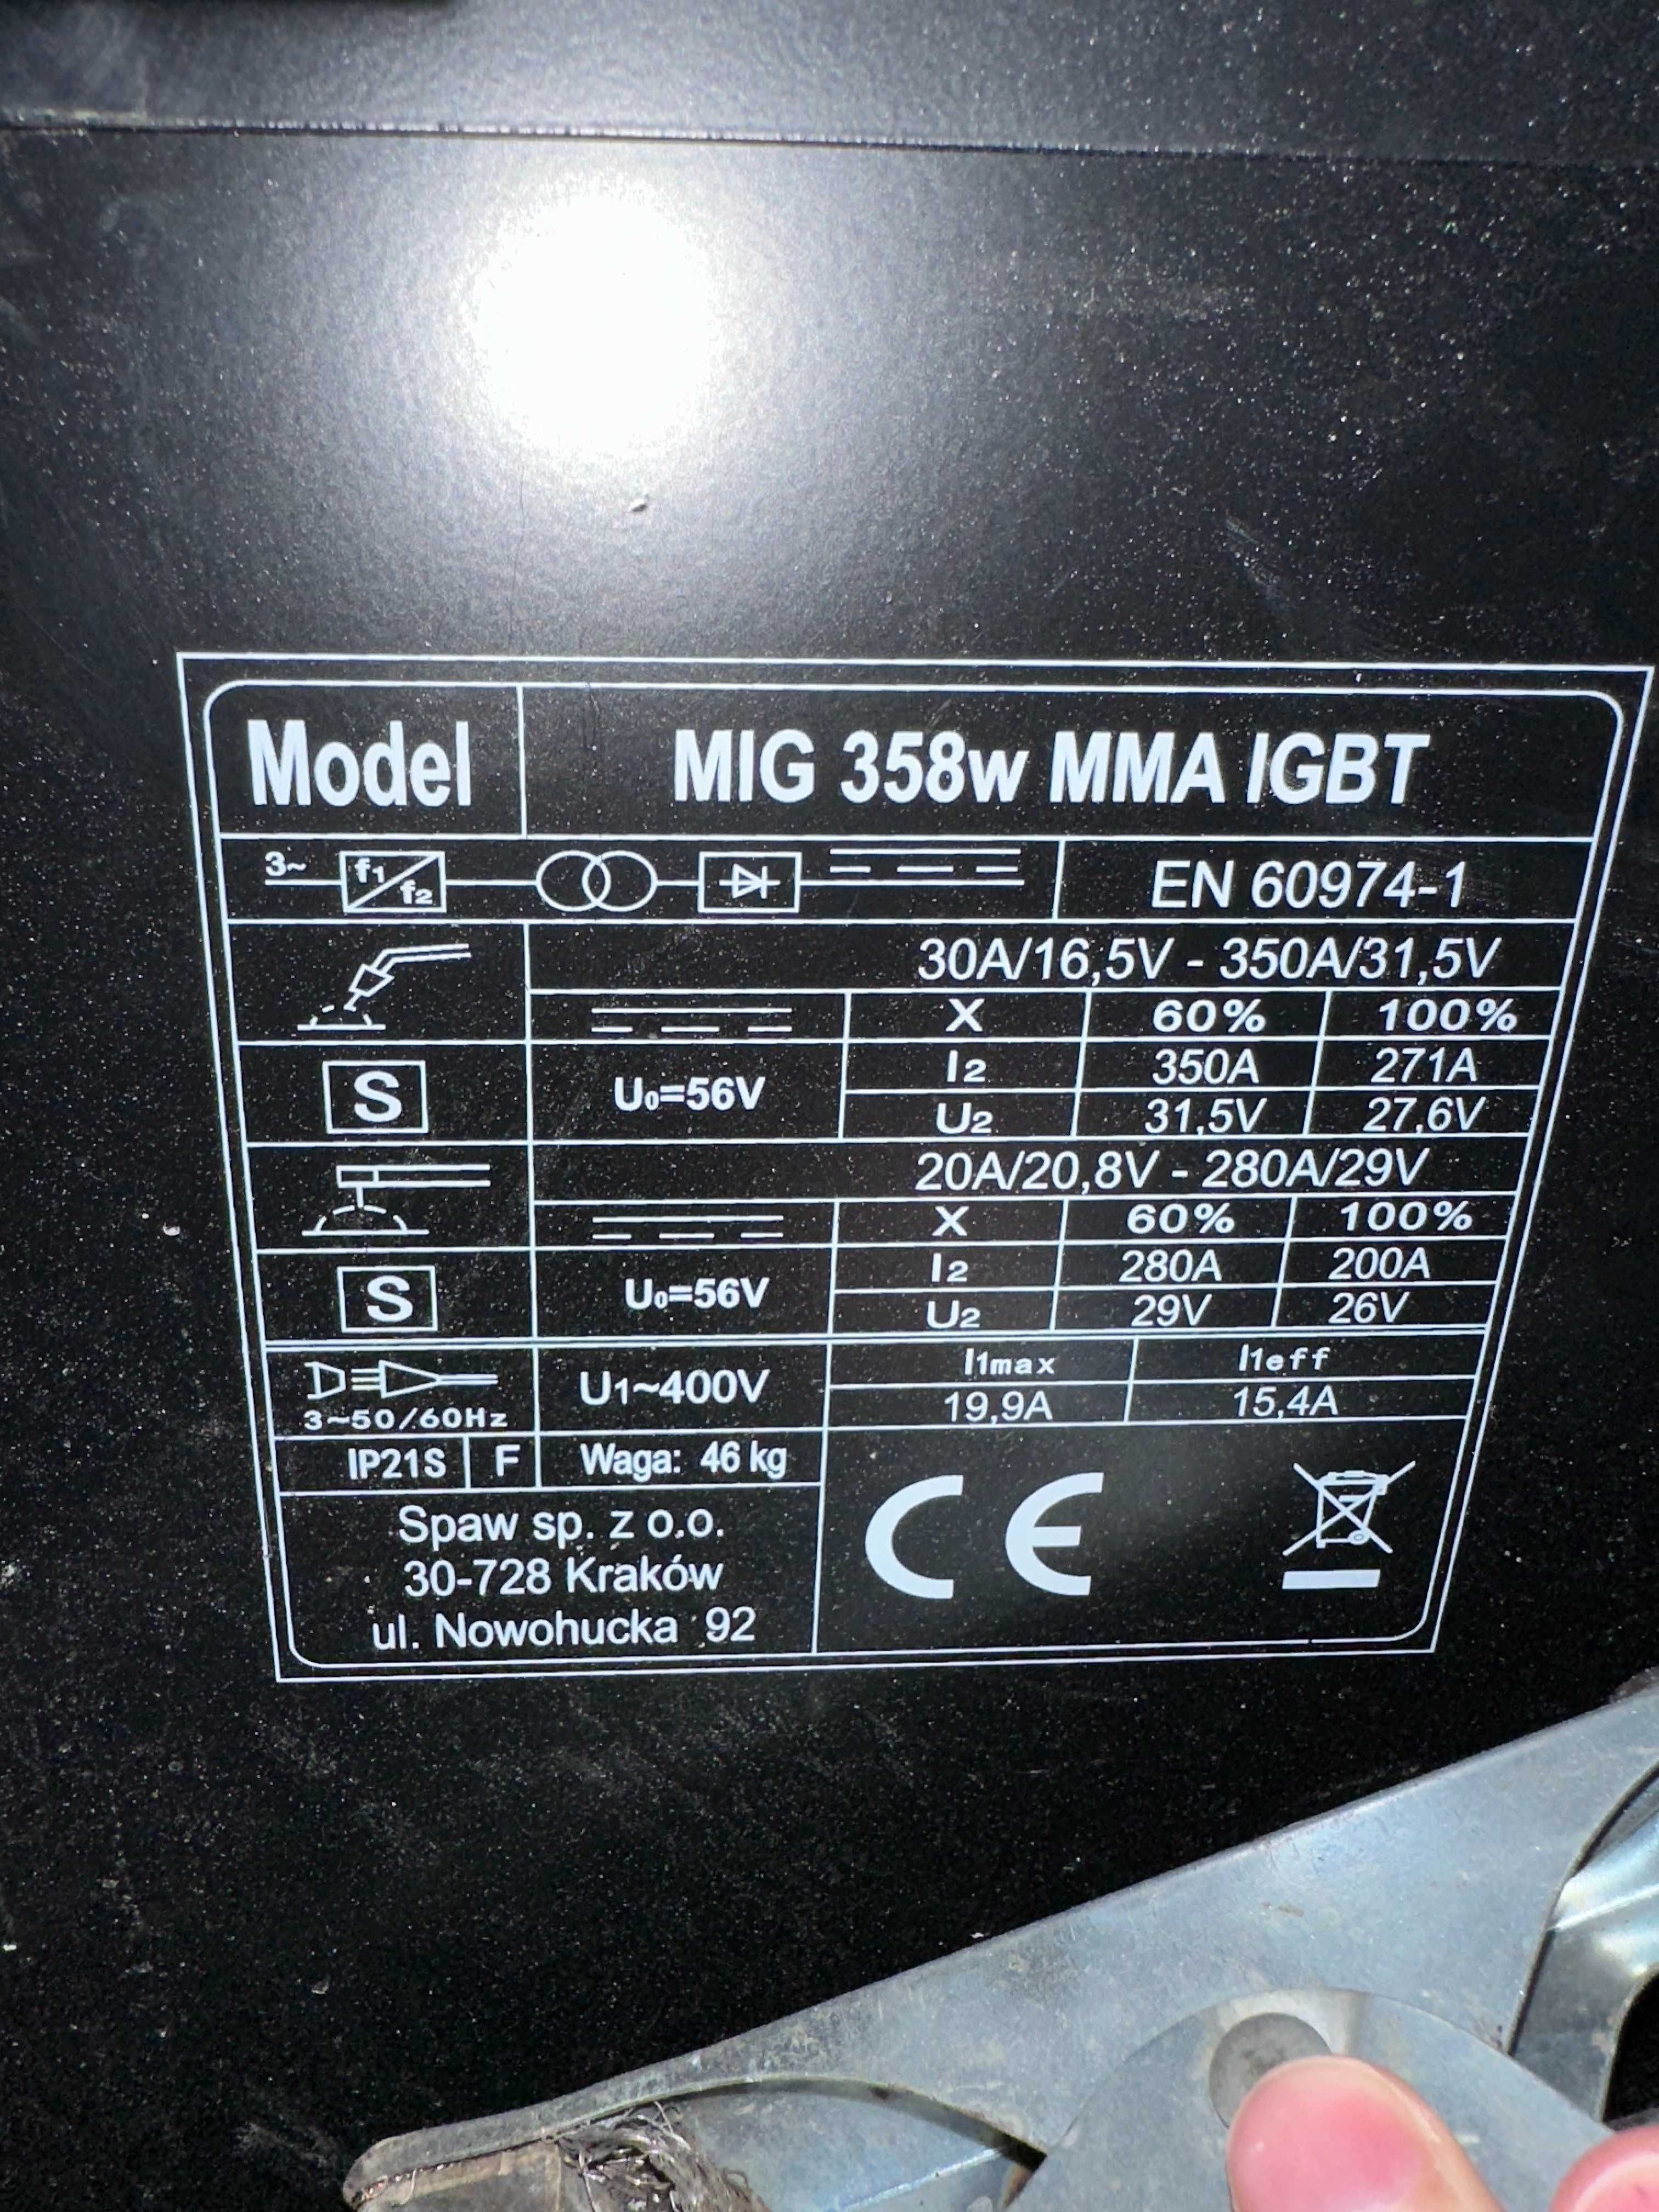 Model MIG 358w MMA IGBT
3~ f1 f2 EN 60974-1
30A/16,5V - 350A/31,5V
X 60% 100%
S U0=56V I2 350A 271A
U2 31,5V 27,6V
20A/20,8V - 280A/29V
X 60% 100%
S U0=56V I2 280A 200A
U2 29V 26V
U1~400V I1max I1eff
3~50/60Hz 19,9A 15,4A
IP21S F Waga: 46 kg
Spaw sp. z o.o.
30-728 Kraków
ul. Nowohucka 92
CE